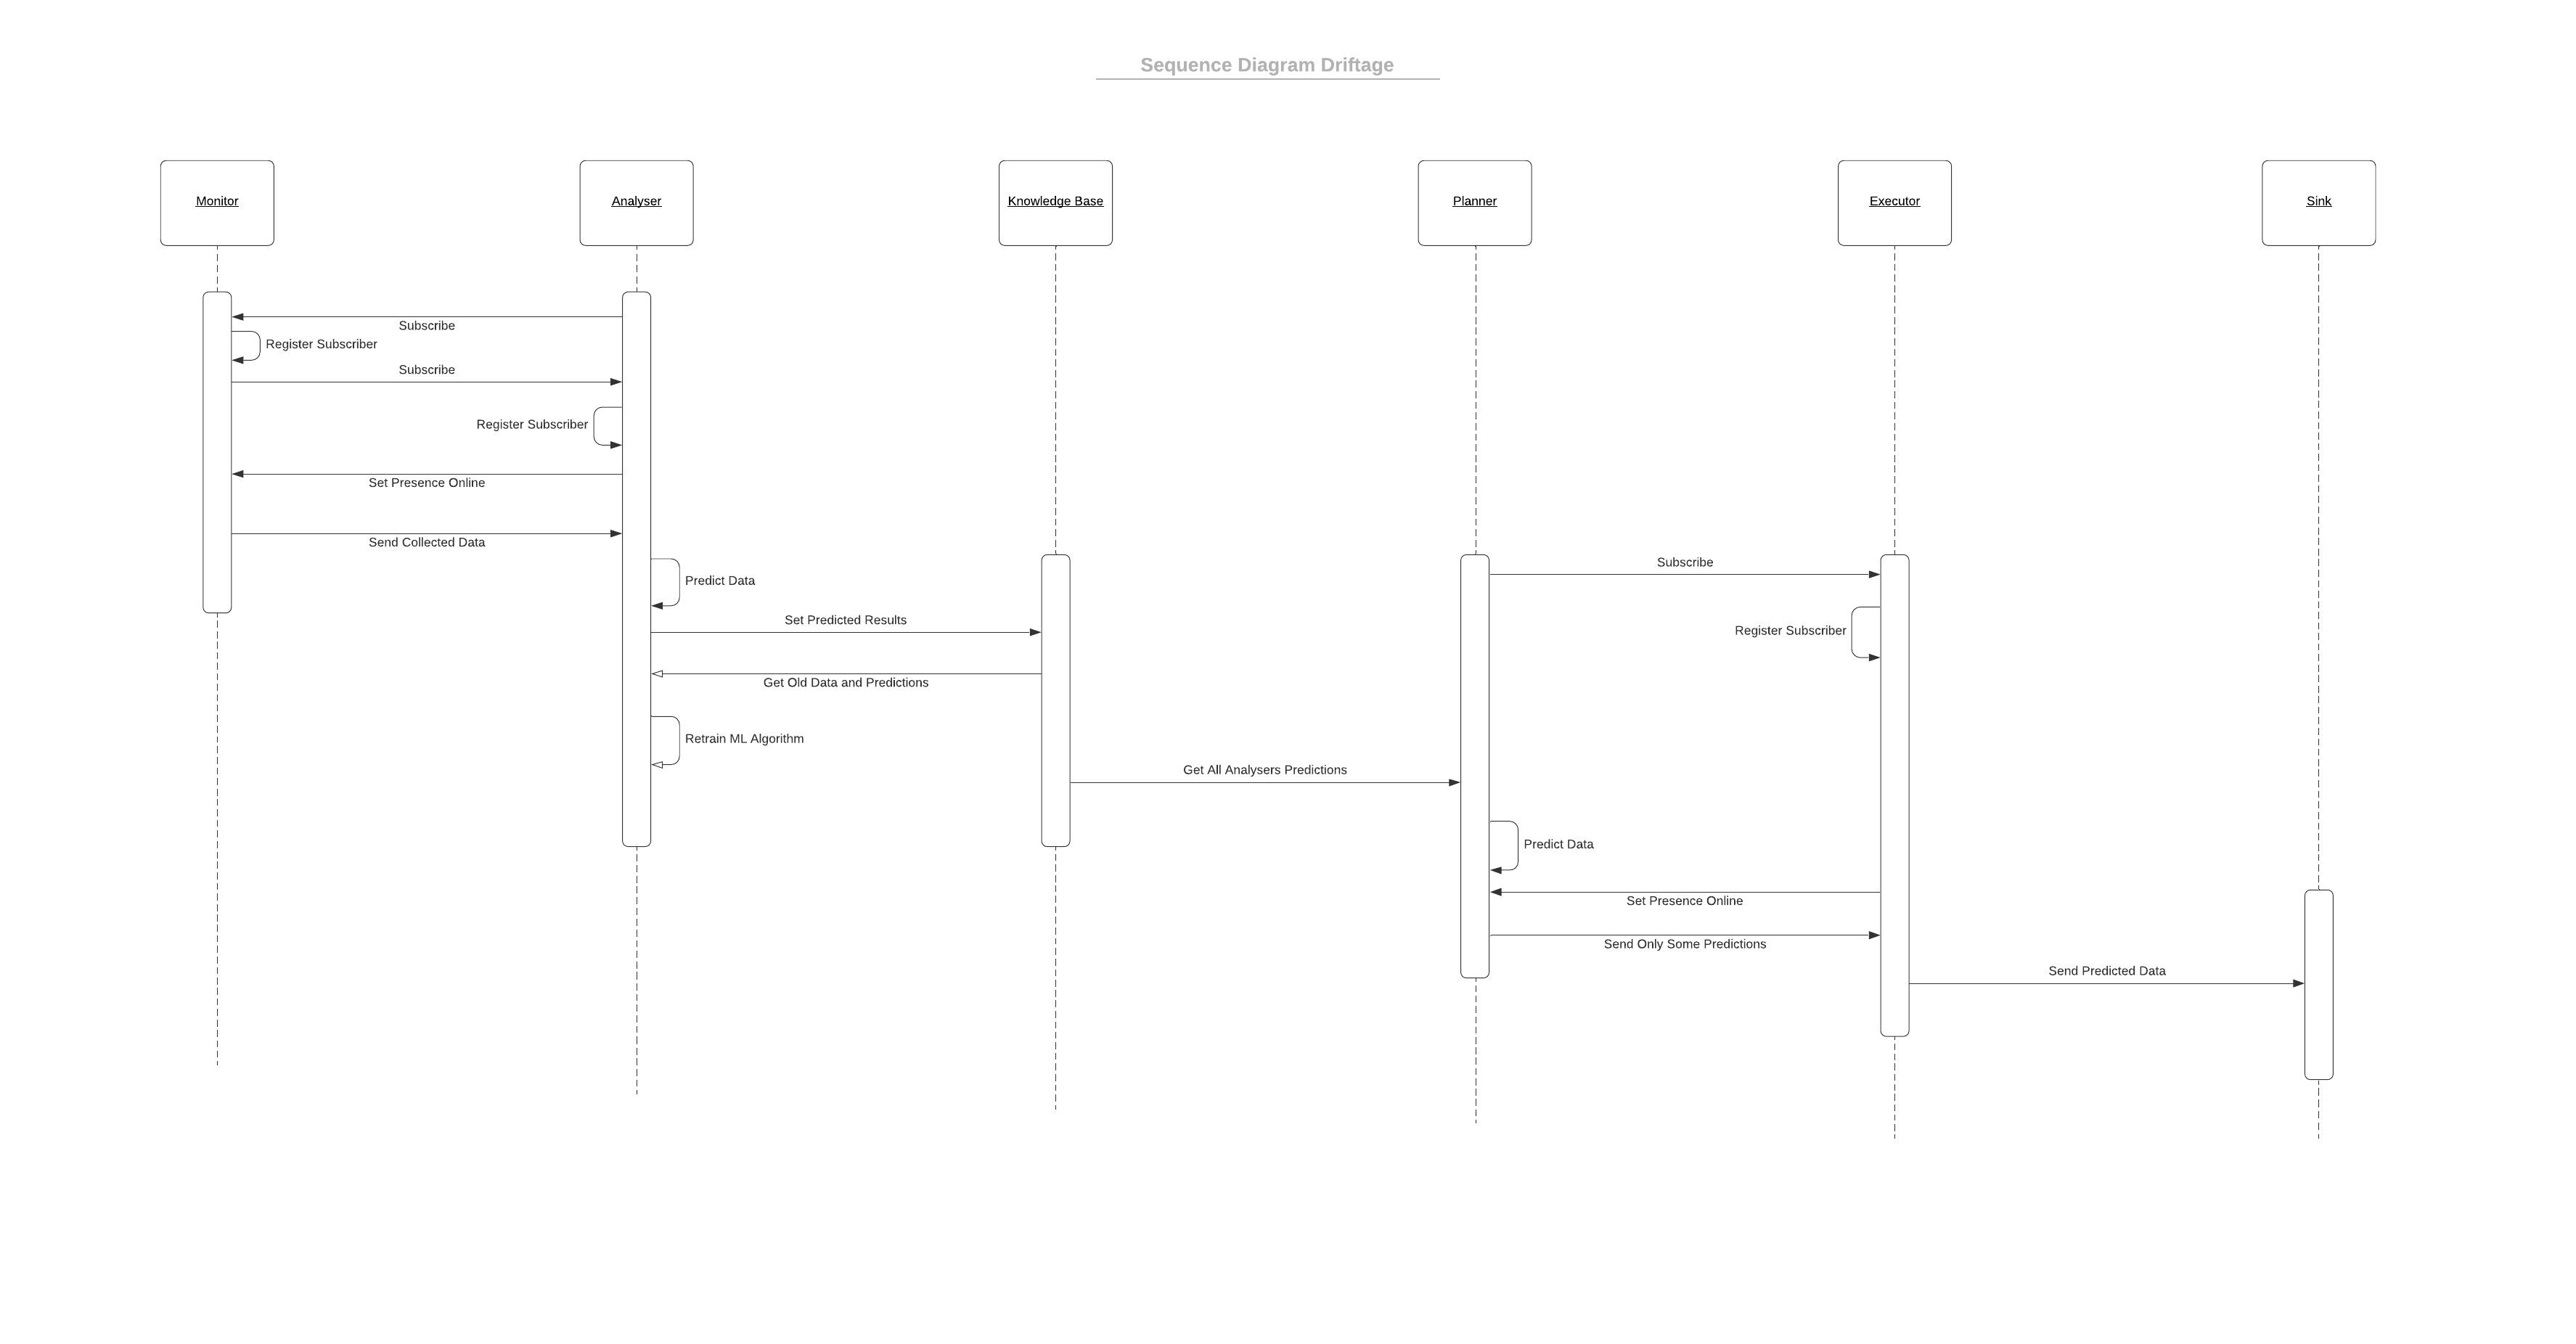 Sequence Diagram Driftage
Monitor
Analyser
Knowledge Base
Planner
Executor
Sink
Subscribe
Register Subscriber
Subscribe
Register Subscriber
Set Presence Online
Send Collected Data
Subscribe
Predict Data
Set Predicted Results
Register Subscriber
Get Old Data and Predictions
Retrain ML Algorithm
Get All Analysers Predictions
Predict Data
Set Presence Online
Send Only Some Predictions
Send Predicted Data